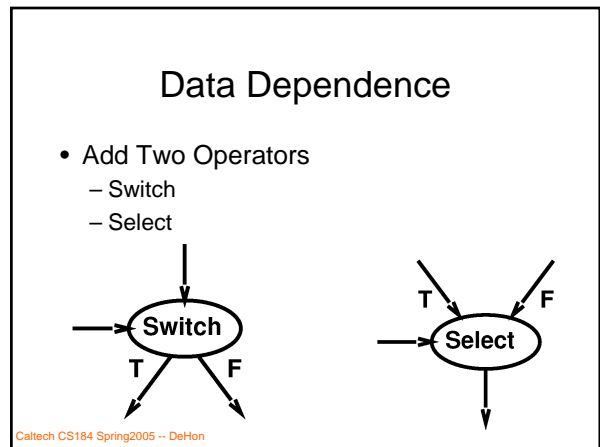 Data Dependence
• Add Two Operators
– Switch
– Select
T F
Switch Select
T F
Caltech CS184 Spring2005 -- DeHon